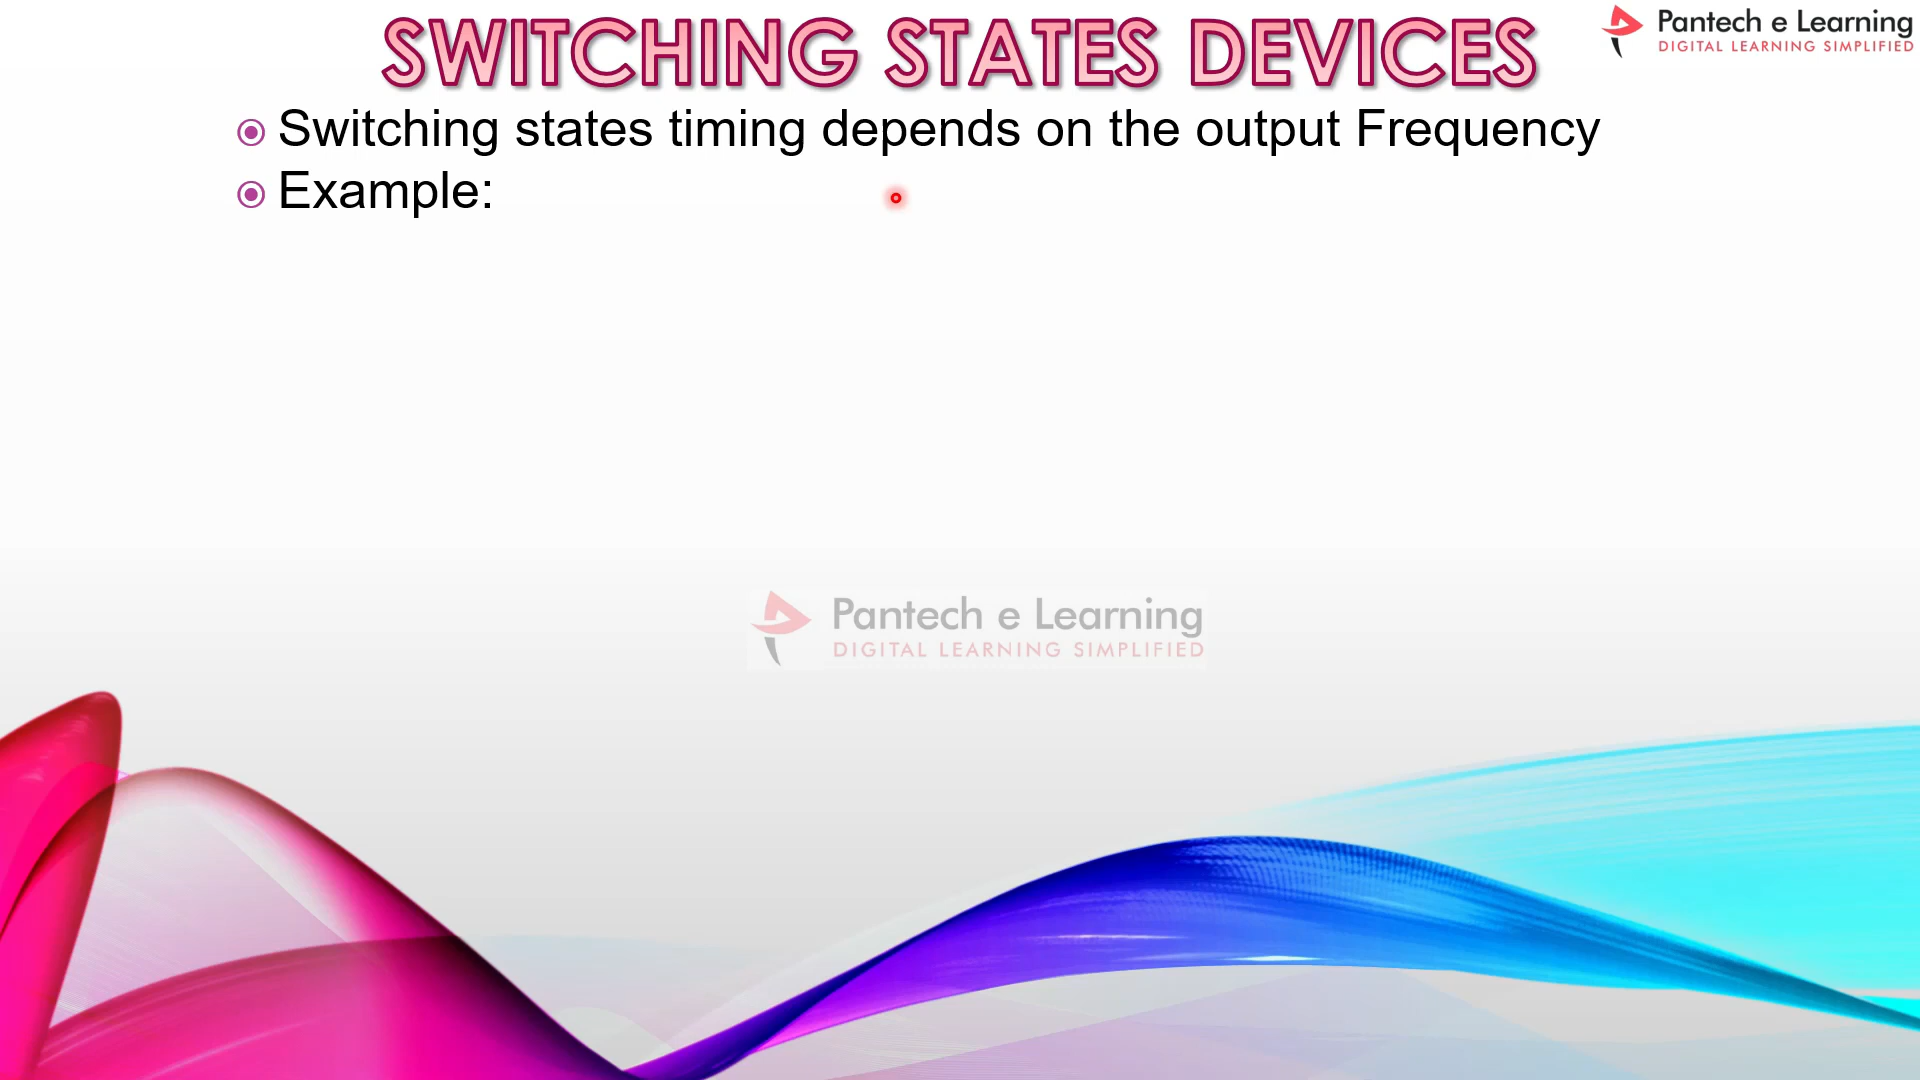 SWITCHING STATES DEVICES
Pantech e Learning
DIGITAL LEARNING SIMPLIFIED
Switching states timing depends on the output Frequency
Example:
Pantech e Learning
DIGITAL LEARNING SIMPLIFIED